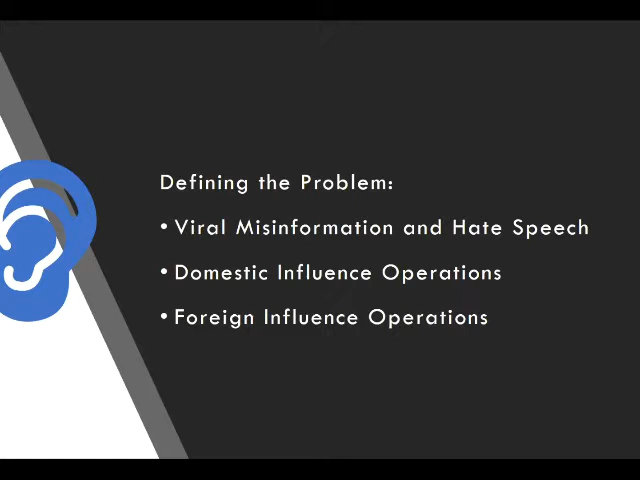 Defining the Problem:
• Viral Misinformation and Hate Speech
• Domestic Influence Operations
• Foreign Influence Operations